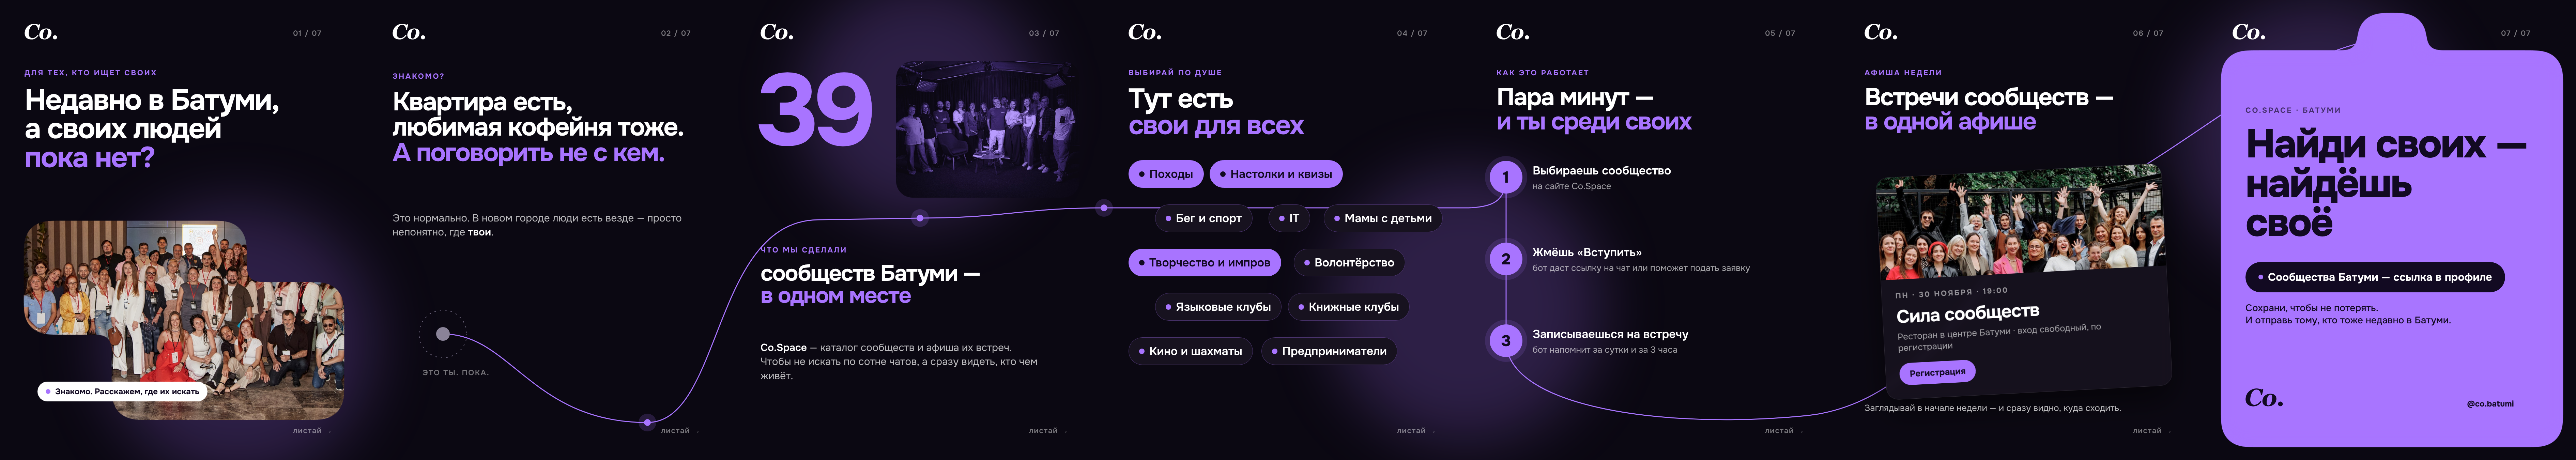 Co.
01 / 07
ДЛЯ ТЕХ, КТО ИЩЕТ СВОИХ
Недавно в Батуми,
а своих людей
пока нет?
Знакомо. Расскажем, где их искать
листай →
Co.
02 / 07
ЗНАКОМО?
Квартира есть,
любимая кофейня тоже.
А поговорить не с кем.
Это нормально. В новом городе люди есть везде — просто
непонятно, где твои.
ЭТО ТЫ. ПОКА.
листай →
Co.
03 / 07
39
ЧТО МЫ СДЕЛАЛИ
сообществ Батуми —
в одном месте
Co.Space — каталог сообществ и афиша их встреч.
Чтобы не искать по сотне чатов, а сразу видеть, кто чем
живёт.
листай →
Co.
04 / 07
ВЫБИРАЙ ПО ДУШЕ
Тут есть
свои для всех
Походы
Настолки и квизы
Бег и спорт
IT
Мамы с детьми
Творчество и импров
Волонтёрство
Языковые клубы
Книжные клубы
Кино и шахматы
Предприниматели
листай →
Co.
05 / 07
КАК ЭТО РАБОТАЕТ
Пара минут —
и ты среди своих
1
Выбираешь сообщество
на сайте Co.Space
2
Жмёшь «Вступить»
бот даст ссылку на чат или поможет подать заявку
3
Записываешься на встречу
бот напомнит за сутки и за 3 часа
листай →
Co.
06 / 07
АФИША НЕДЕЛИ
Встречи сообществ —
в одной афише
ПН · 30 НОЯБРЯ · 19:00
Сила сообществ
Ресторан в центре Батуми · вход свободный, по
регистрации
Регистрация
Заглядывай в начале недели — и сразу видно, куда сходить.
листай →
Co.
07 / 07
CO.SPACE · БАТУМИ
Найди своих —
найдёшь
своё
Сообщества Батуми — ссылка в профиле
Сохрани, чтобы не потерять.
И отправь тому, кто тоже недавно в Батуми.
Co.
@co.batumi